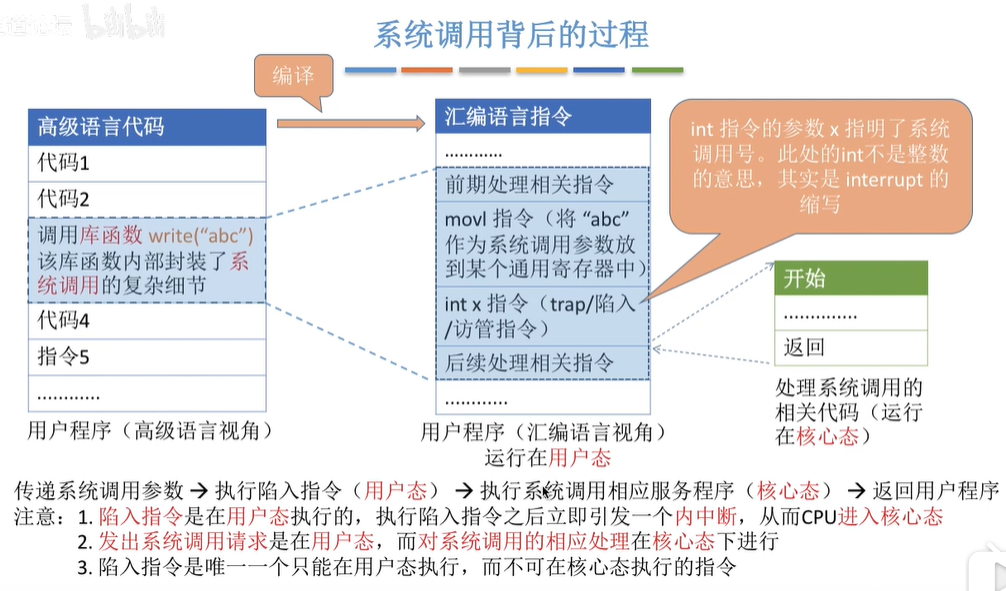 道论坛 bilibili
系统调用背后的过程
编译
高级语言代码
代码1
代码2
调用库函数 write(“abc”)
该库函数内部封装了系
统调用的复杂细节
代码4
指令5
…………
用户程序（高级语言视角）
汇编语言指令
…………
前期处理相关指令
movl 指令（将 “abc”
作为系统调用参数放
到某个通用寄存器中）
int x 指令（trap/陷入
/访管指令）
后续处理相关指令
…………
用户程序（汇编语言视角）
运行在用户态
int 指令的参数 x 指明了系统
调用号。此处的int不是整数
的意思，其实是 interrupt 的
缩写
开始
…………..
返回
处理系统调用的
相关代码（运行
在核心态）
传递系统调用参数 → 执行陷入指令（用户态） → 执行系统调用相应服务程序（核心态） → 返回用户程序
注意：1. 陷入指令是在用户态执行的，执行陷入指令之后立即引发一个内中断，从而CPU进入核心态
2. 发出系统调用请求是在用户态，而对系统调用的相应处理在核心态下进行
3. 陷入指令是唯一一个只能在用户态执行，而不可在核心态执行的指令